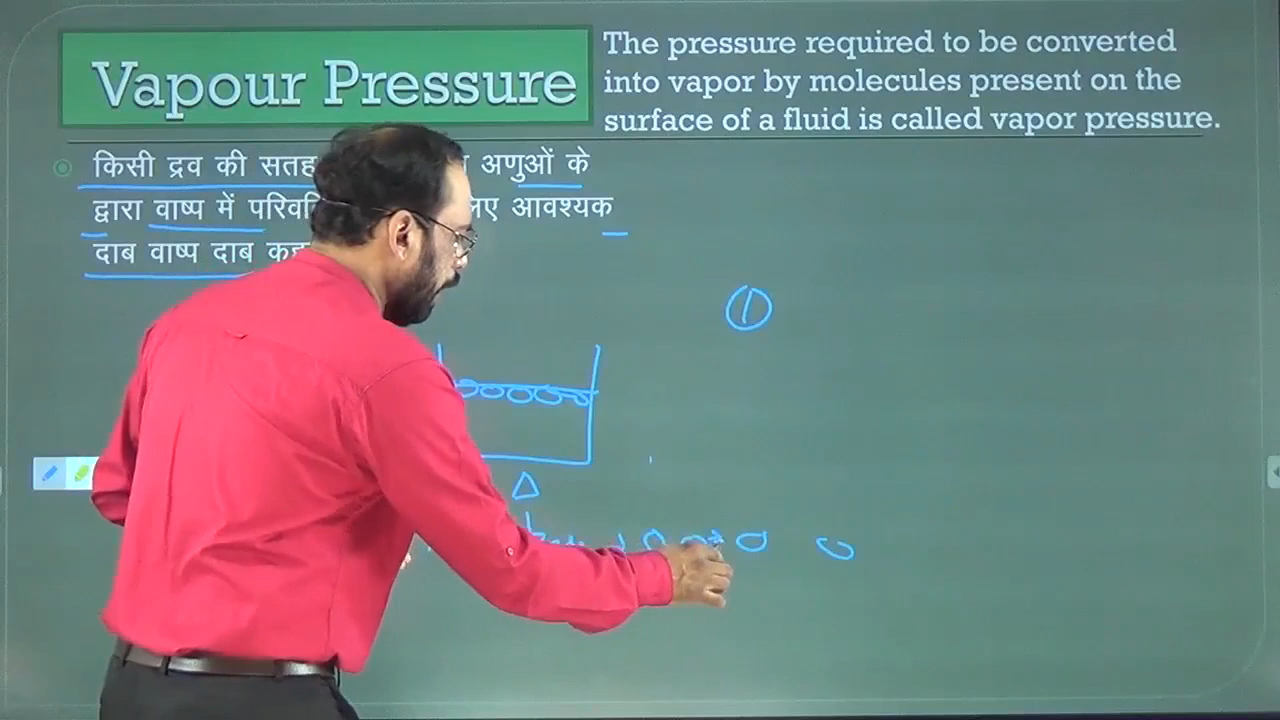 Vapour Pressure
The pressure required to be converted
into vapor by molecules present on the
surface of a fluid is called vapor pressure.
किसी द्रव की सतह अणुओं के
द्वारा वाष्प में आवश्यक
दाब वाष्प दाब
1
Δ